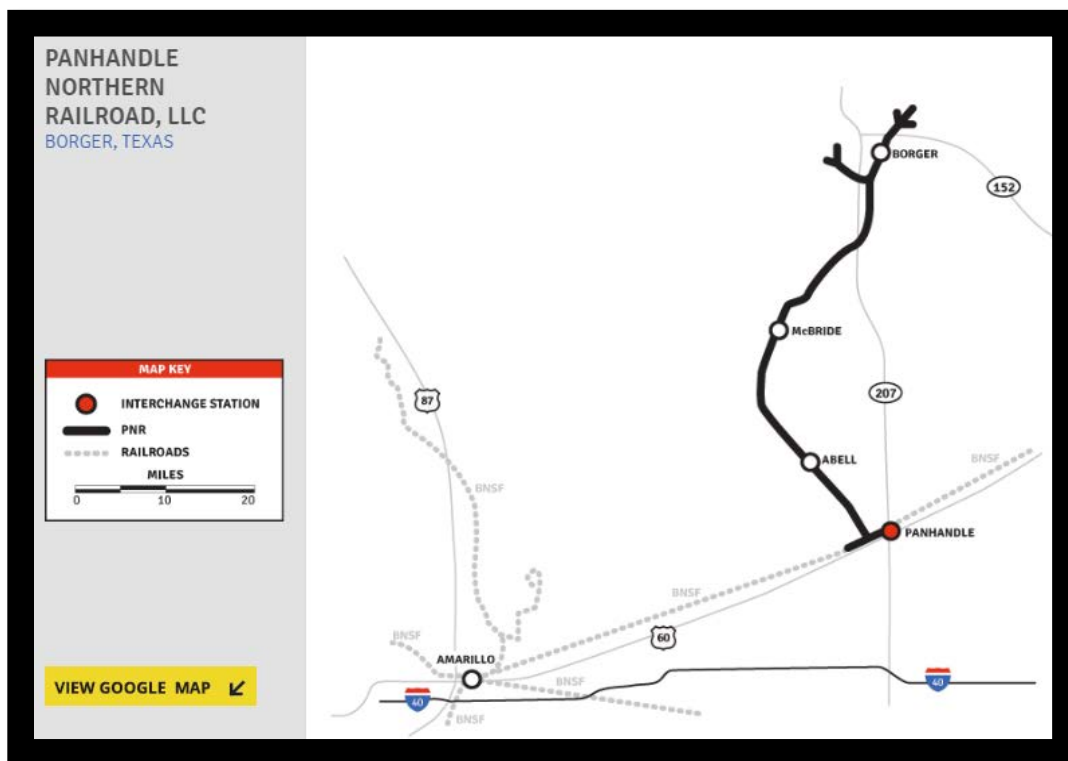 PANHANDLE
NORTHERN
RAILROAD, LLC
BORGER, TEXAS
MAP KEY
INTERCHANGE STATION
PNR
RAILROADS
MILES
0 10 20
VIEW GOOGLE MAP
BORGER
152
McBRIDE
87
207
ABELL
BNSF
BNSF
PANHANDLE
BNSF
BNSF
60
AMARILLO
BNSF
40
40
BNSF